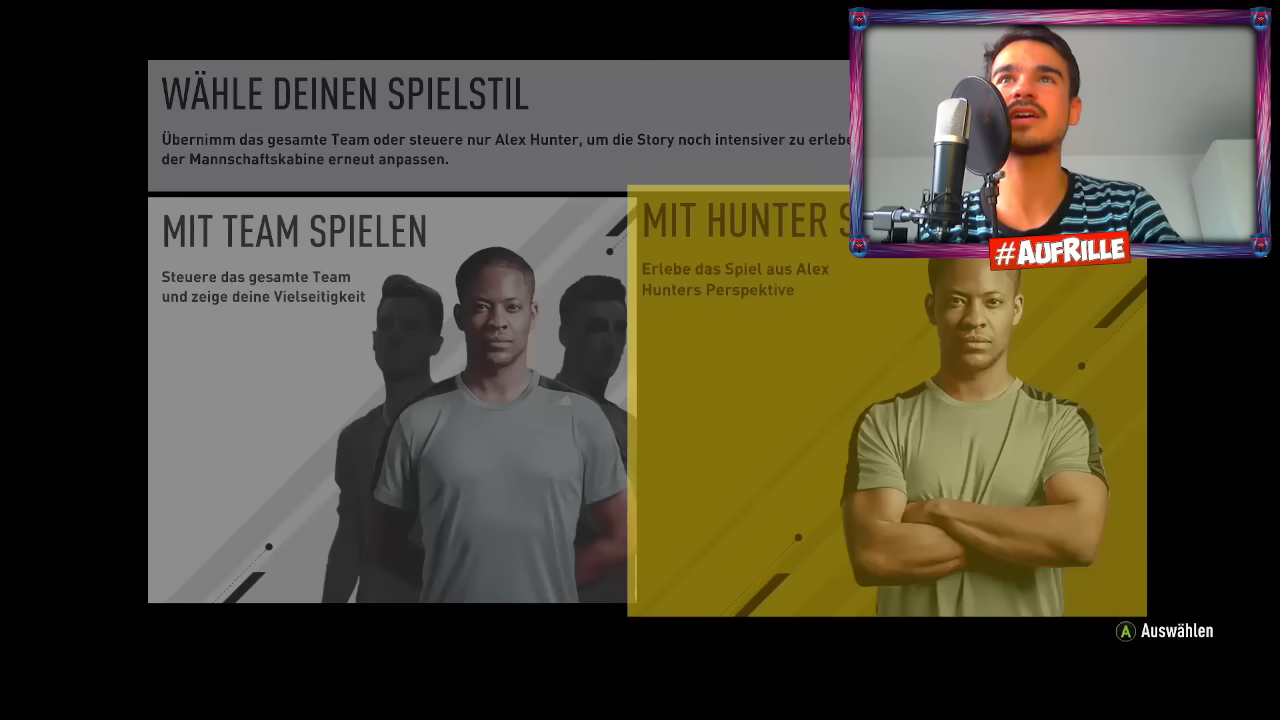 WÄHLE DEINEN SPIELSTIL
Übernimm das gesamte Team oder steuere nur Alex Hunter, um die Story noch intensiver zu erlebe
der Mannschaftskabine erneut anpassen.
MIT TEAM SPIELEN
Steuere das gesamte Team
und zeige deine Vielseitigkeit
MIT HUNTER S
Erlebe das Spiel aus Alex
Hunters Perspektive
#AUFRILLE
A Auswählen